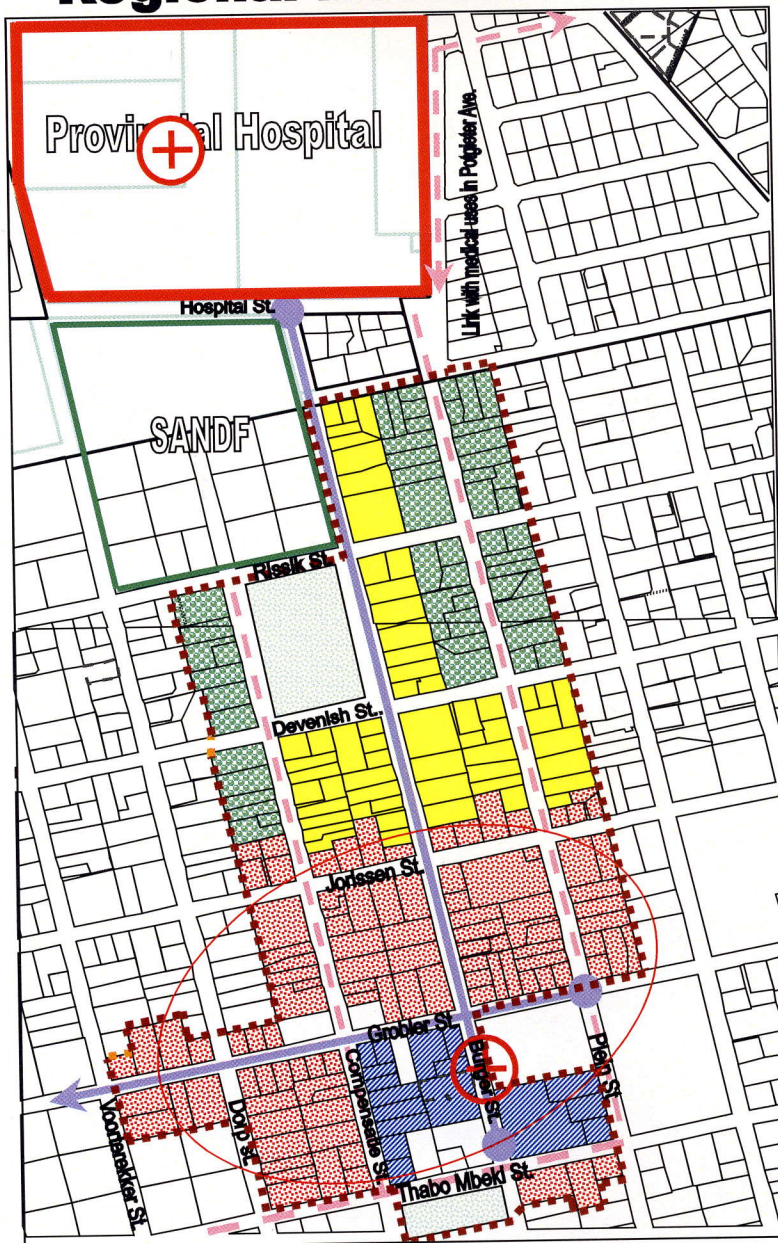 Regional
Provincial Hospital
Link with medical uses in Potgieter Ave.
Hospital St.
SANDF
Rissik St.
Devenish St..
Jorissen St.
Grobler St.
Burger St.
Plein St.
Compensatie St.
Dorp st.
Voortrekker St.
Thabo Mbeki St.